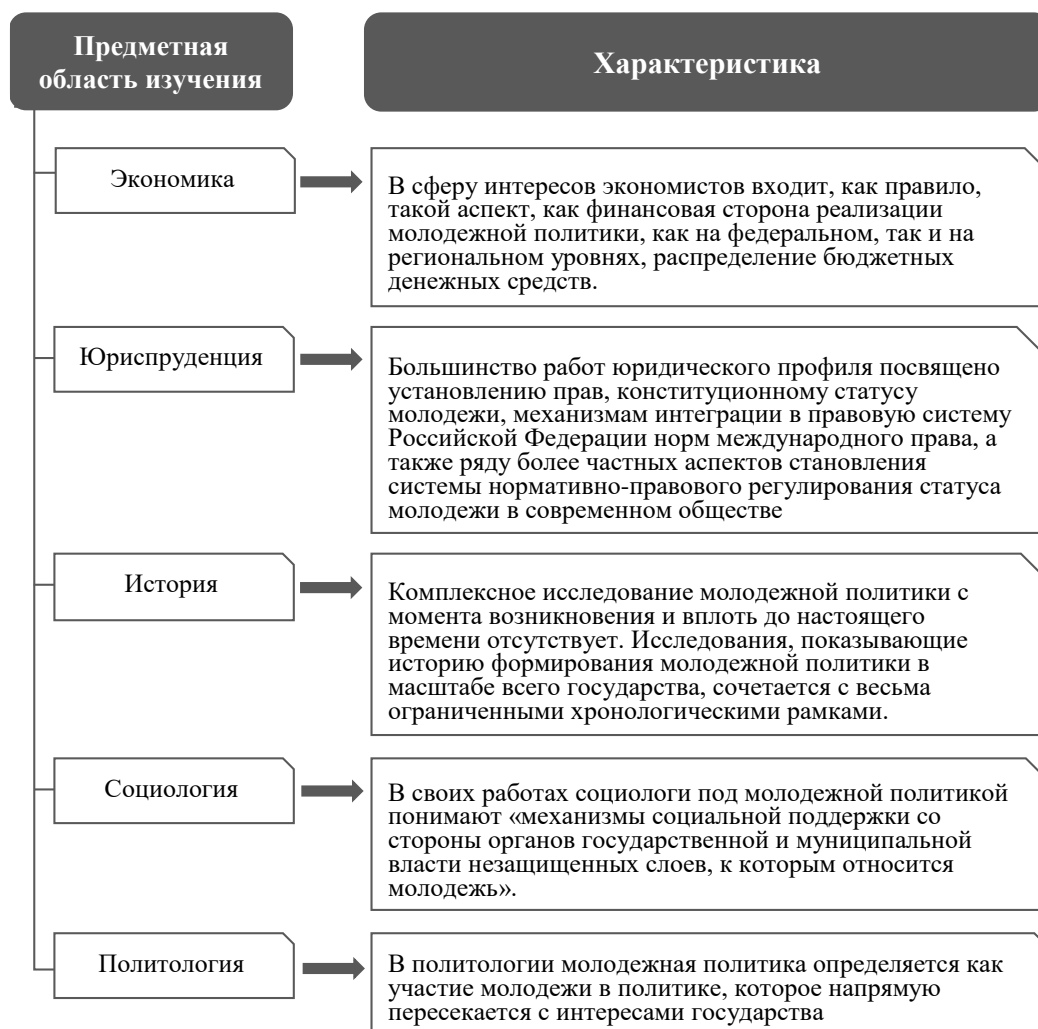 Предметная
область изучения
Характеристика
Экономика
В сферу интересов экономистов входит, как правило,
такой аспект, как финансовая сторона реализации
молодежной политики, как на федеральном, так и на
региональном уровнях, распределение бюджетных
денежных средств.
Юриспруденция
Большинство работ юридического профиля посвящено
установлению прав, конституционному статусу
молодежи, механизмам интеграции в правовую систему
Российской Федерации норм международного права, а
также ряду более частных аспектов становления
системы нормативно-правового регулирования статуса
молодежи в современном обществе
История
Комплексное исследование молодежной политики с
момента возникновения и вплоть до настоящего
времени отсутствует. Исследования, показывающие
историю формирования молодежной политики в
масштабе всего государства, сочетается с весьма
ограниченными хронологическими рамками.
Социология
В своих работах социологи под молодежной политикой
понимают «механизмы социальной поддержки со
стороны органов государственной и муниципальной
власти незащищенных слоев, к которым относится
молодежь».
Политология
В политологии молодежная политика определяется как
участие молодежи в политике, которое напрямую
пересекается с интересами государства